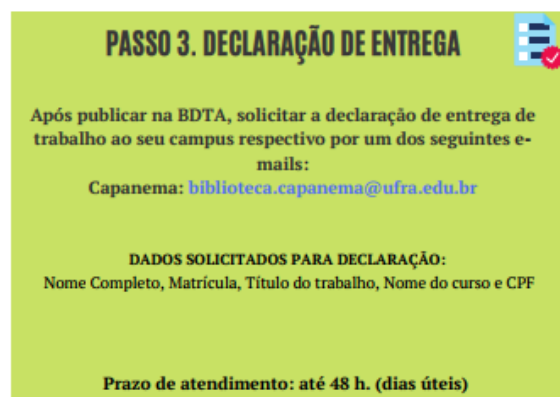 PASSO 3. DECLARAÇÃO DE ENTREGA
Após publicar na BDTA, solicitar a declaração de entrega de
trabalho ao seu campus respectivo por um dos seguintes e-
mails:
Capanema: biblioteca.capanema@ufra.edu.br
DADOS SOLICITADOS PARA DECLARAÇÃO:
Nome Completo, Matrícula, Título do trabalho, Nome do curso e CPF
Prazo de atendimento: até 48 h. (dias úteis)